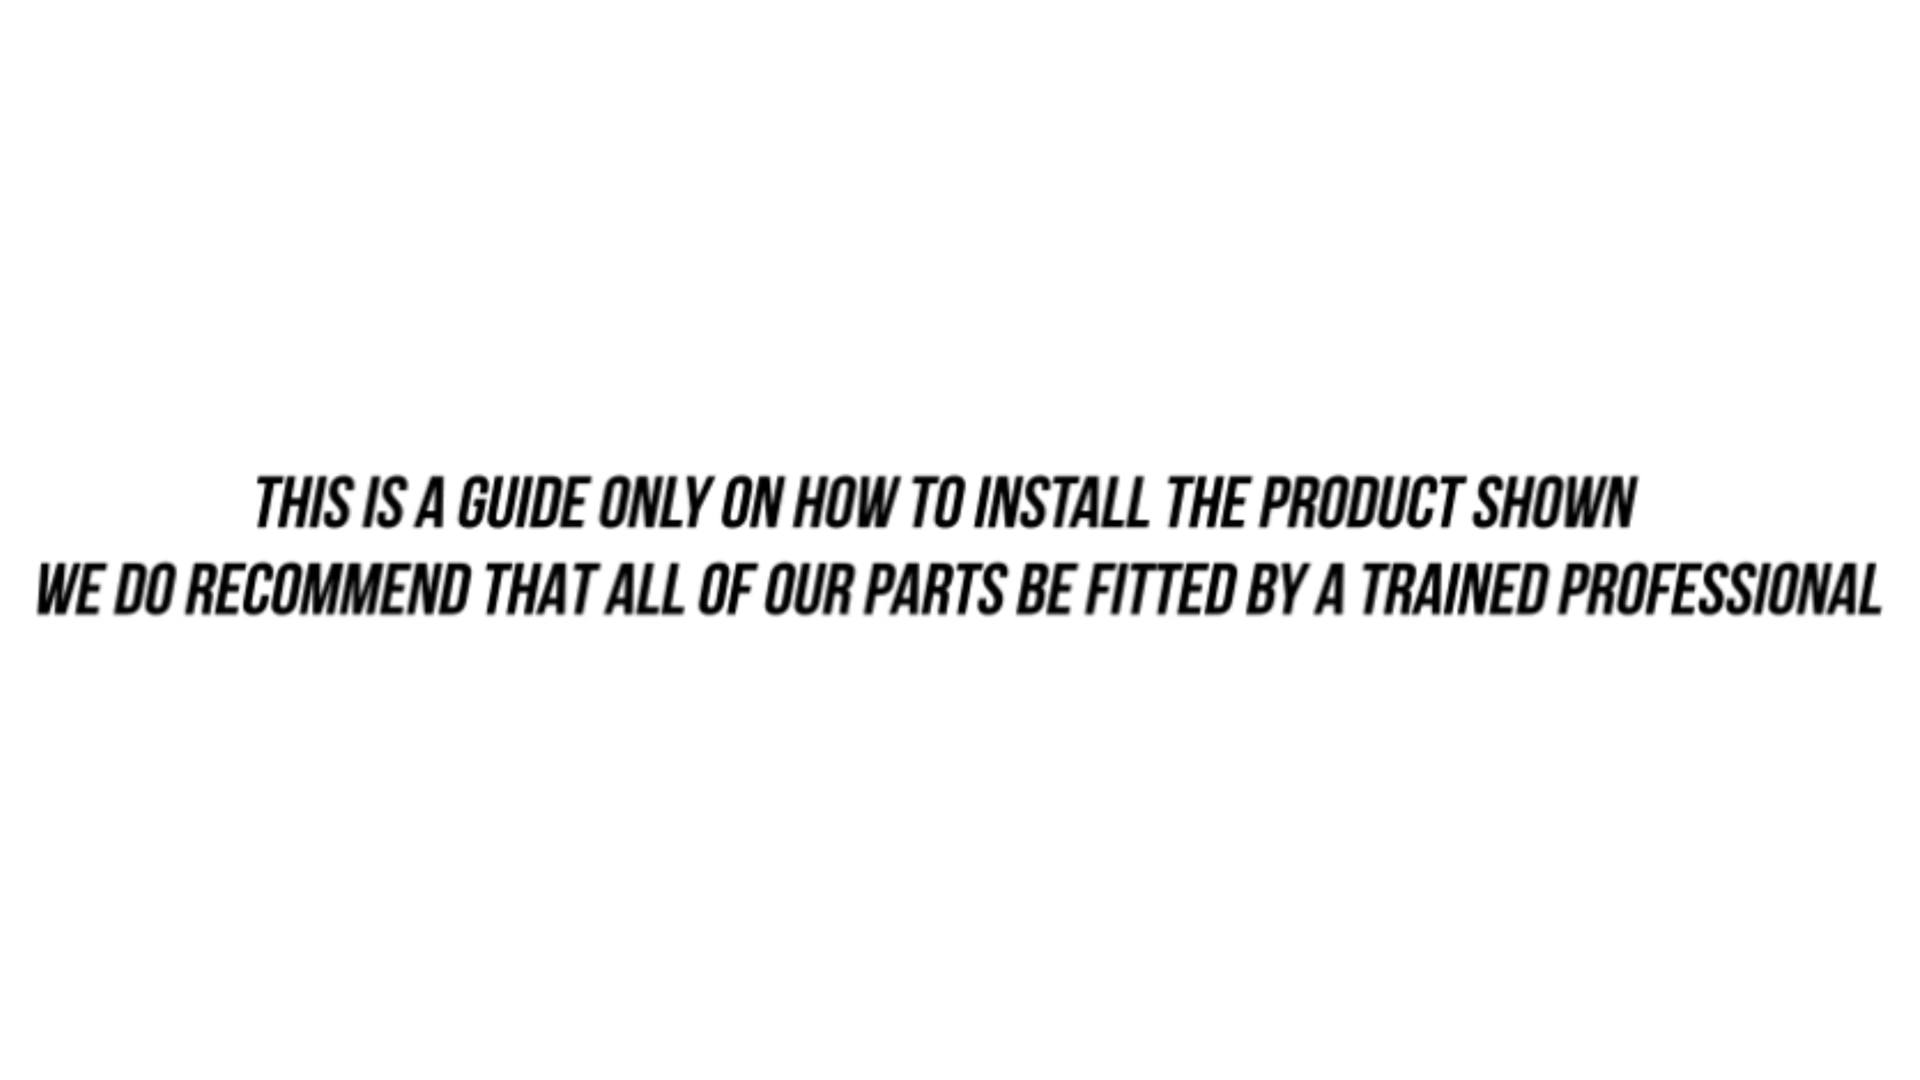 THIS IS A GUIDE ONLY ON HOW TO INSTALL THE PRODUCT SHOWN
WE DO RECOMMEND THAT ALL OF OUR PARTS BE FITTED BY A TRAINED PROFESSIONAL